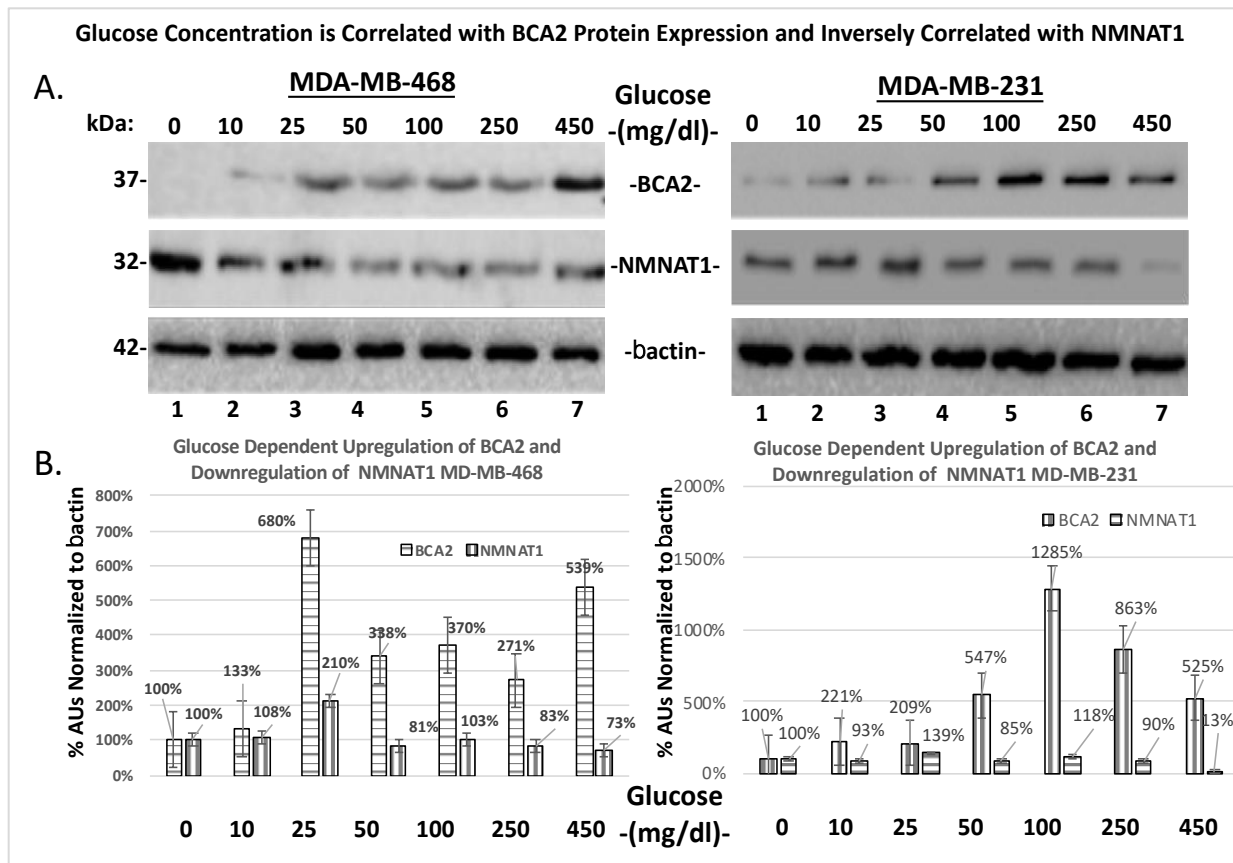 Glucose Concentration is Correlated with BCA2 Protein Expression and Inversely Correlated with NMNAT1
A.
MDA-MB-468
Glucose
-(mg/dl)-
MDA-MB-231
kDa:
0 10 25 50 100 250 450
0 10 25 50 100 250 450
37-
-BCA2-
32-
-NMNAT1-
42-
-bactin-
1 2 3 4 5 6 7
1 2 3 4 5 6 7
B.
Glucose Dependent Upregulation of BCA2 and
Downregulation of NMNAT1 MD-MB-468
% AUs Normalized to bactin
800%
700%
600%
500%
400%
300%
200%
100%
0%
BCA2 NMNAT1
100% 100%
133% 108%
680% 210%
338% 81%
370% 103%
271% 83%
539% 73%
0 10 25 50 100 250 450
Glucose
-(mg/dl)-
Glucose Dependent Upregulation of BCA2 and
Downregulation of NMNAT1 MD-MB-231
% AUs Normalized to bactin
2000%
1500%
1000%
500%
0%
BCA2 NMNAT1
100% 100%
221% 93%
209% 139%
547% 85%
1285% 118%
863% 90%
525% 13%
0 10 25 50 100 250 450